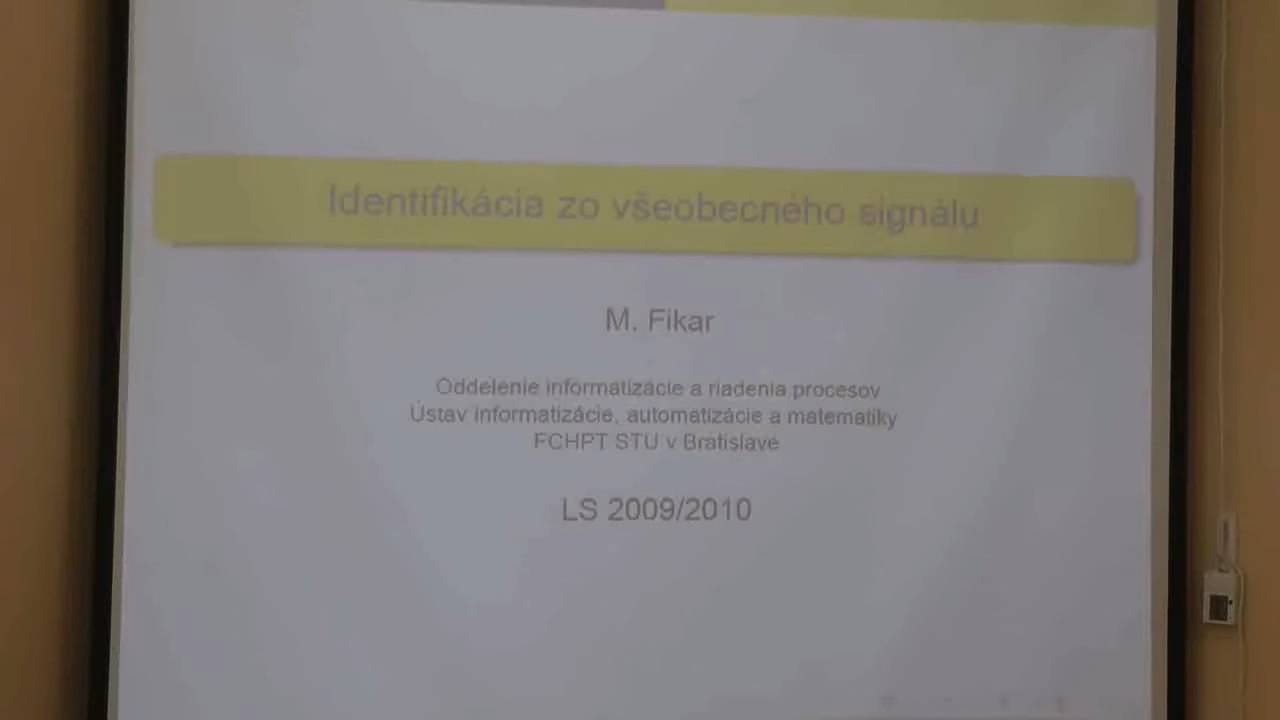 Identifikácia zo všeobecného signálu
M. Fikar
Oddelenie informatizácie a riadenia procesov
Ústav informatizácie, automatizácie a matematiky
FCHPT STU v Bratislave
LS 2009/2010